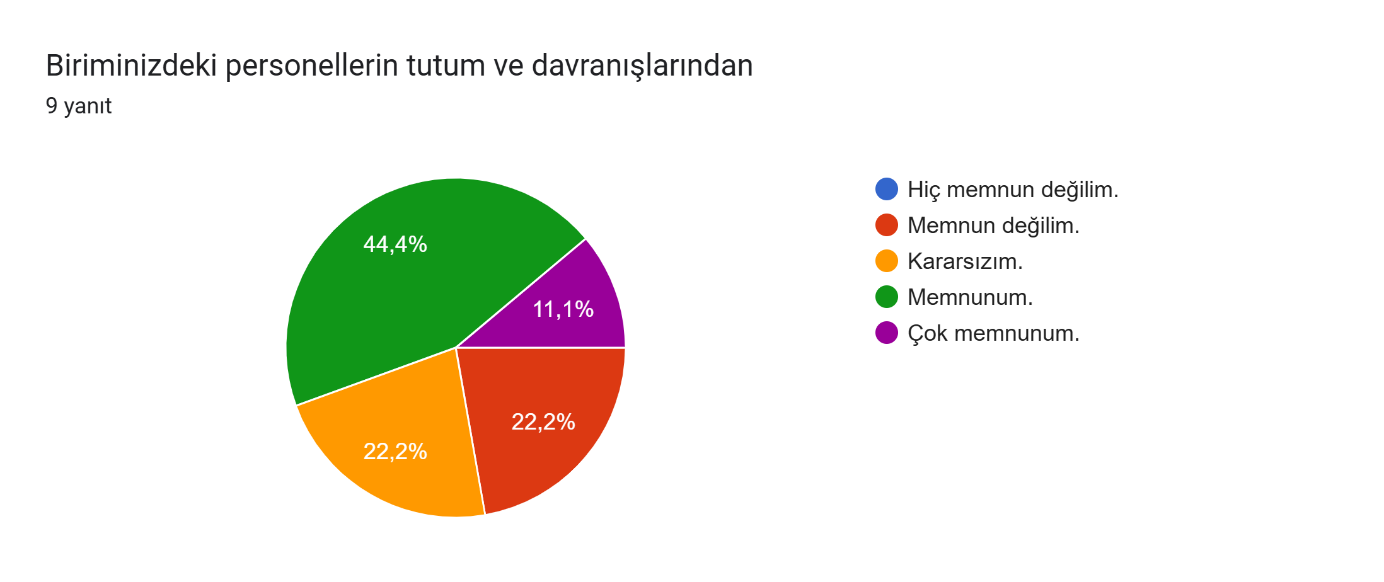 Biriminizdeki personellerin tutum ve davranışlarından
9 yanıt
44,4%
11,1%
22,2%
22,2%
Hiç memnun değilim.
Memnun değilim.
Kararsızım.
Memnunum.
Çok memnunum.